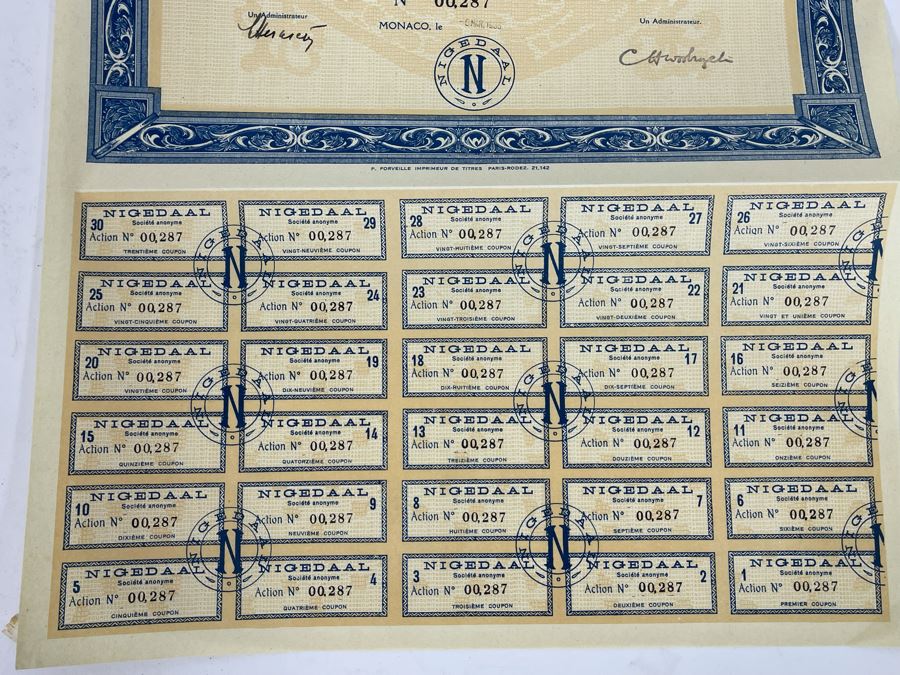 N° 00,287
Un Administrateur
MONACO, le
Un Administrateur.
NIGEDAAL
N
P. FORVEILLE IMPRIMEUR DE TITRES PARIS-RODEZ. 21,142
NIGEDAAL
Société anonyme
30
Action N° 00,287
TRENTIÈME COUPON
NIGEDAAL
Société anonyme
29
Action N° 00,287
VINGT-NEUVIÈME COUPON
NIGEDAAL
Société anonyme
28
Action N° 00,287
VINGT-HUITIÈME COUPON
NIGEDAAL
Société anonyme
27
Action N° 00,287
VINGT-SEPTIÈME COUPON
NIGEDAAL
Société anonyme
26
Action N° 00,287
VINGT-SIXIÈME COUPON
NIGEDAAL
N
NIGEDAAL
N
NIGEDAAL
Société anonyme
25
Action N° 00,287
VINGT-CINQUIÈME COUPON
NIGEDAAL
Société anonyme
24
Action N° 00,287
VINGT-QUATRIÈME COUPON
NIGEDAAL
Société anonyme
23
Action N° 00,287
VINGT-TROISIÈME COUPON
NIGEDAAL
Société anonyme
22
Action N° 00,287
VINGT-DEUXIÈME COUPON
NIGEDAAL
Société anonyme
21
Action N° 00,287
VINGT ET UNIÈME COUPON
NIGEDAAL
Société anonyme
20
Action N° 00,287
VINGTIÈME COUPON
NIGEDAAL
Société anonyme
19
Action N° 00,287
DIX-NEUVIÈME COUPON
NIGEDAAL
Société anonyme
18
Action N° 00,287
DIX-HUITIÈME COUPON
NIGEDAAL
Société anonyme
17
Action N° 00,287
DIX-SEPTIÈME COUPON
NIGEDAAL
Société anonyme
16
Action N° 00,287
SEIZIÈME COUPON
NIGEDAAL
N
NIGEDAAL
N
NIGEDAAL
Société anonyme
15
Action N° 00,287
QUINZIÈME COUPON
NIGEDAAL
Société anonyme
14
Action N° 00,287
QUATORZIÈME COUPON
NIGEDAAL
Société anonyme
13
Action N° 00,287
TREIZIÈME COUPON
NIGEDAAL
Société anonyme
12
Action N° 00,287
DOUZIÈME COUPON
NIGEDAAL
Société anonyme
11
Action N° 00,287
ONZIÈME COUPON
NIGEDAAL
Société anonyme
10
Action N° 00,287
DIXIÈME COUPON
NIGEDAAL
Société anonyme
9
Action N° 00,287
NEUVIÈME COUPON
NIGEDAAL
Société anonyme
8
Action N° 00,287
HUITIÈME COUPON
NIGEDAAL
Société anonyme
7
Action N° 00,287
SEPTIÈME COUPON
NIGEDAAL
Société anonyme
6
Action N° 00,287
SIXIÈME COUPON
NIGEDAAL
N
NIGEDAAL
N
NIGEDAAL
Société anonyme
5
Action N° 00,287
CINQUIÈME COUPON
NIGEDAAL
Société anonyme
4
Action N° 00,287
QUATRIÈME COUPON
NIGEDAAL
Société anonyme
3
Action N° 00,287
TROISIÈME COUPON
NIGEDAAL
Société anonyme
2
Action N° 00,287
DEUXIÈME COUPON
NIGEDAAL
Société anonyme
1
Action N° 00,287
PREMIER COUPON